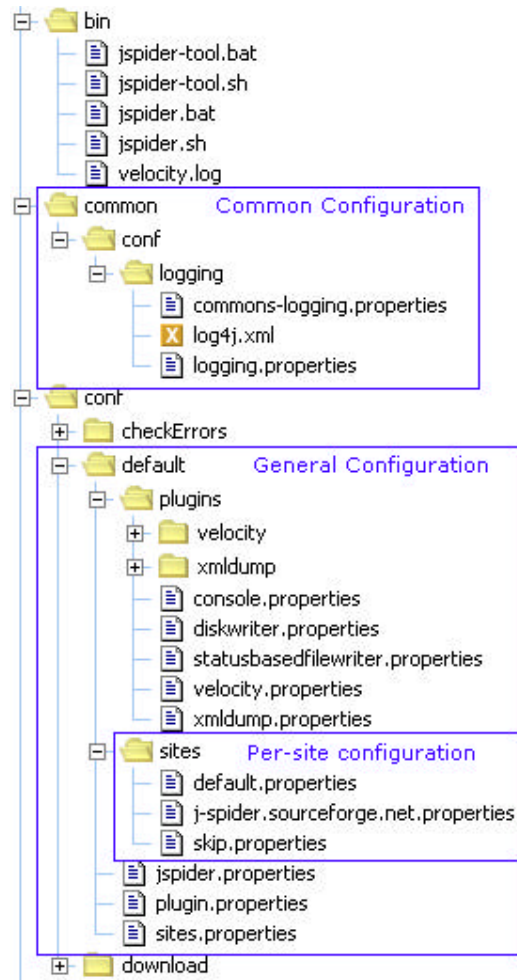 bin
jspider-tool.bat
jspider-tool.sh
jspider.bat
jspider.sh
velocity.log
common Common Configuration
conf
logging
commons-logging.properties
log4j.xml
logging.properties
conf
checkErrors
default General Configuration
plugins
velocity
xmldump
console.properties
diskwriter.properties
statusbasedfilewriter.properties
velocity.properties
xmldump.properties
sites Per-site configuration
default.properties
j-spider.sourceforge.net.properties
skip.properties
jspider.properties
plugin.properties
sites.properties
download